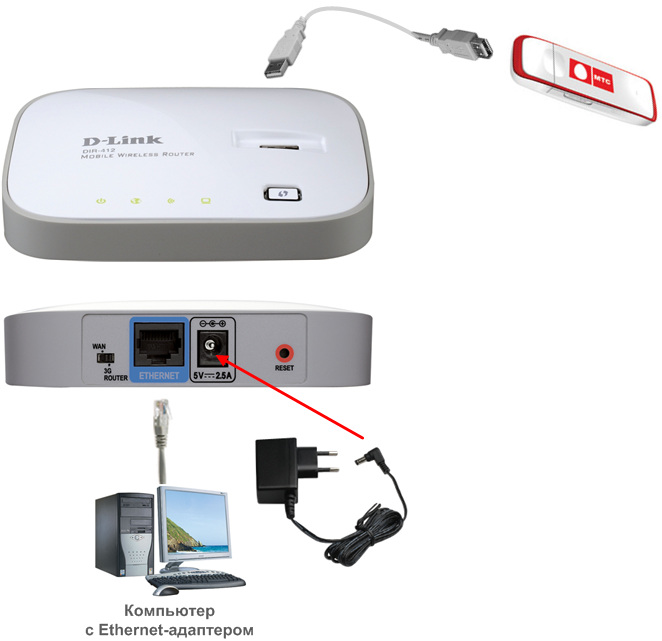 МТС
D-Link
DIR-412
MOBILE WIRELESS ROUTER
WAN
3G
ROUTER
ETHERNET
5V 2.5A
RESET
Компьютер
с Ethernet-адаптером